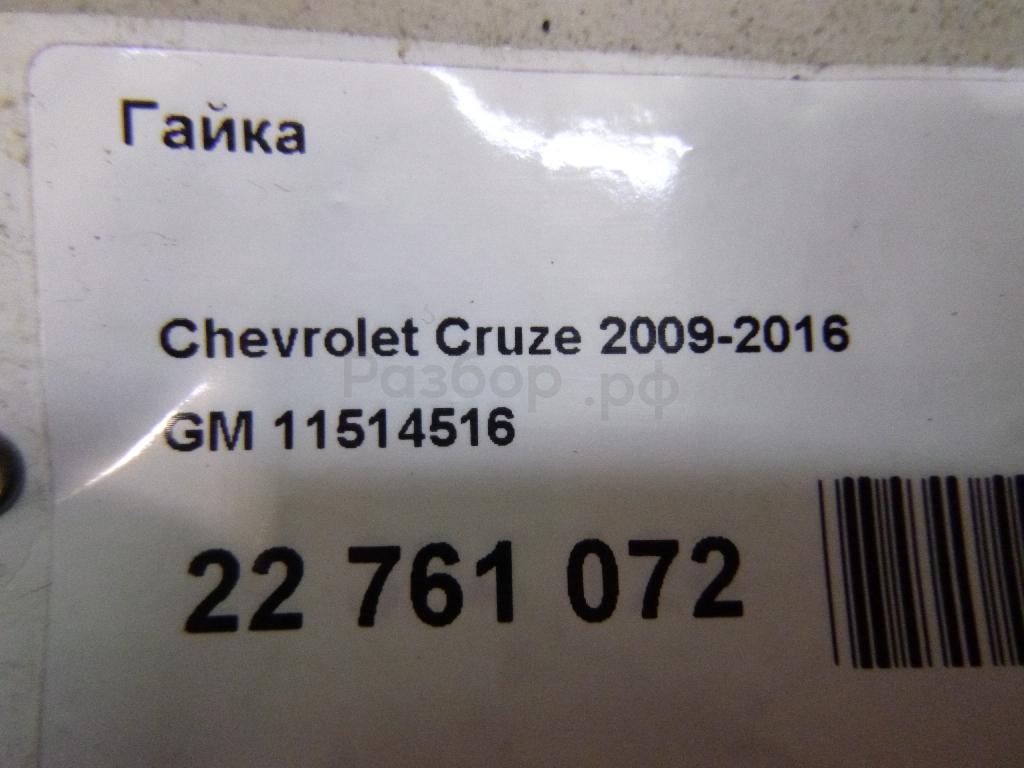 Гайка
Chevrolet Cruze 2009-2016
Разбор.рф
GM 11514516
22 761 072